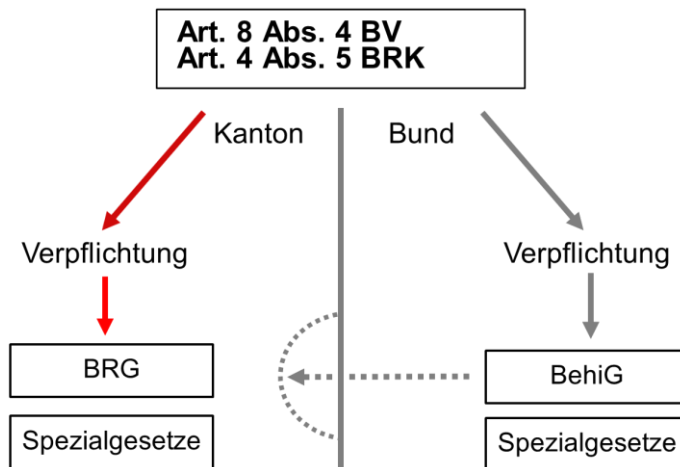 Art. 8 Abs. 4 BV
Art. 4 Abs. 5 BRK
Kanton
Bund
Verpflichtung
Verpflichtung
BRG
BehiG
Spezialgesetze
Spezialgesetze